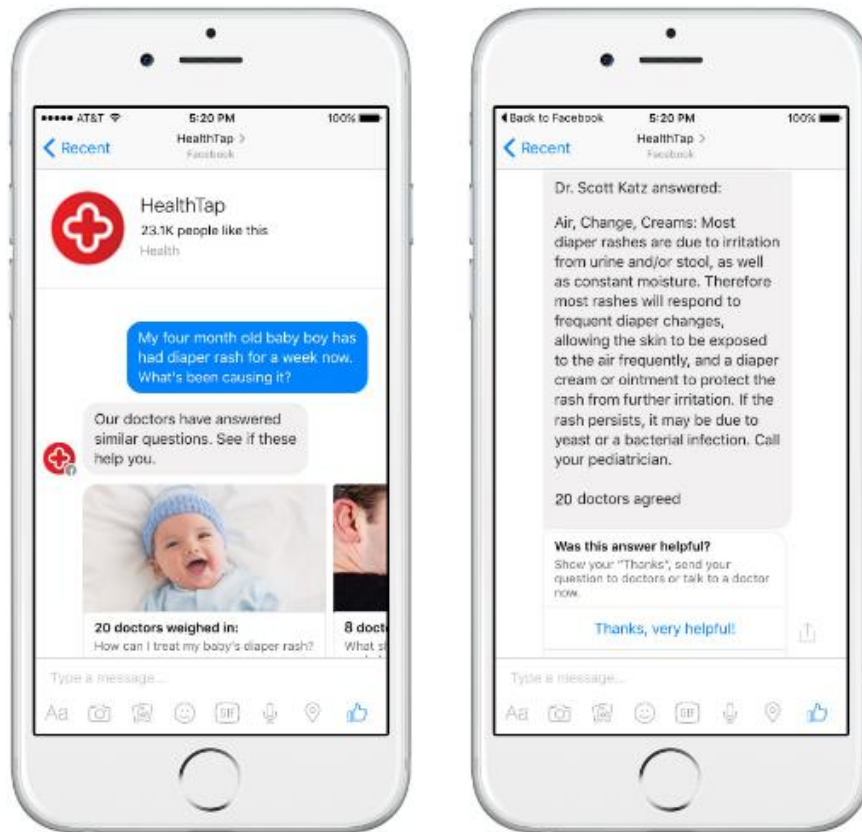 AT&T
5:20 PM
100%
Recent
HealthTap >
Facebook
HealthTap
23.1K people like this
Health
My four month old baby boy has
had diaper rash for a week now.
What's been causing it?
Our doctors have answered
similar questions. See if these
help you.
20 doctors weighed in:
How can I treat my baby's diaper rash?
8 doct
What s
Type a message...
Aa
GIF
Back to Facebook
5:20 PM
100%
Recent
HealthTap >
Facebook
Dr. Scott Katz answered:
Air, Change, Creams: Most
diaper rashes are due to irritation
from urine and/or stool, as well
as constant moisture. Therefore
most rashes will respond to
frequent diaper changes,
allowing the skin to be exposed
to the air frequently, and a diaper
cream or ointment to protect the
rash from further irritation. If the
rash persists, it may be due to
yeast or a bacterial infection. Call
your pediatrician.
20 doctors agreed
Was this answer helpful?
Show your "Thanks", send your
question to doctors or talk to a doctor
now.
Thanks, very helpful!
Type a message...
Aa
GIF